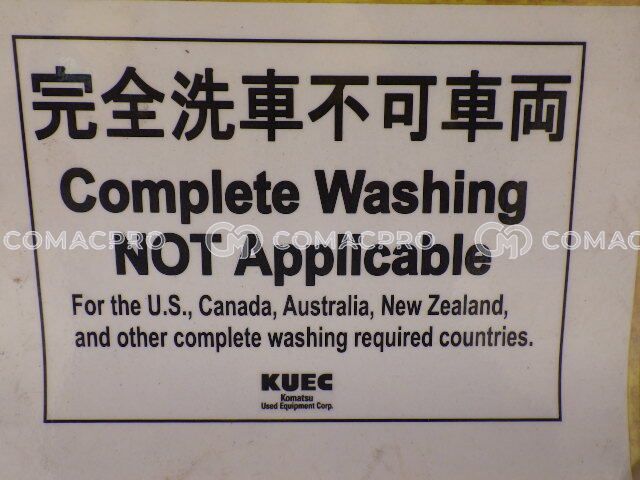 完全洗車不可車両
Complete Washing
COMACPRO COMACPRO COMACPRO
NOT Applicable
For the U.S., Canada, Australia, New Zealand,
and other complete washing required countries.
KUEC
Komatsu
Used Equipment Corp.